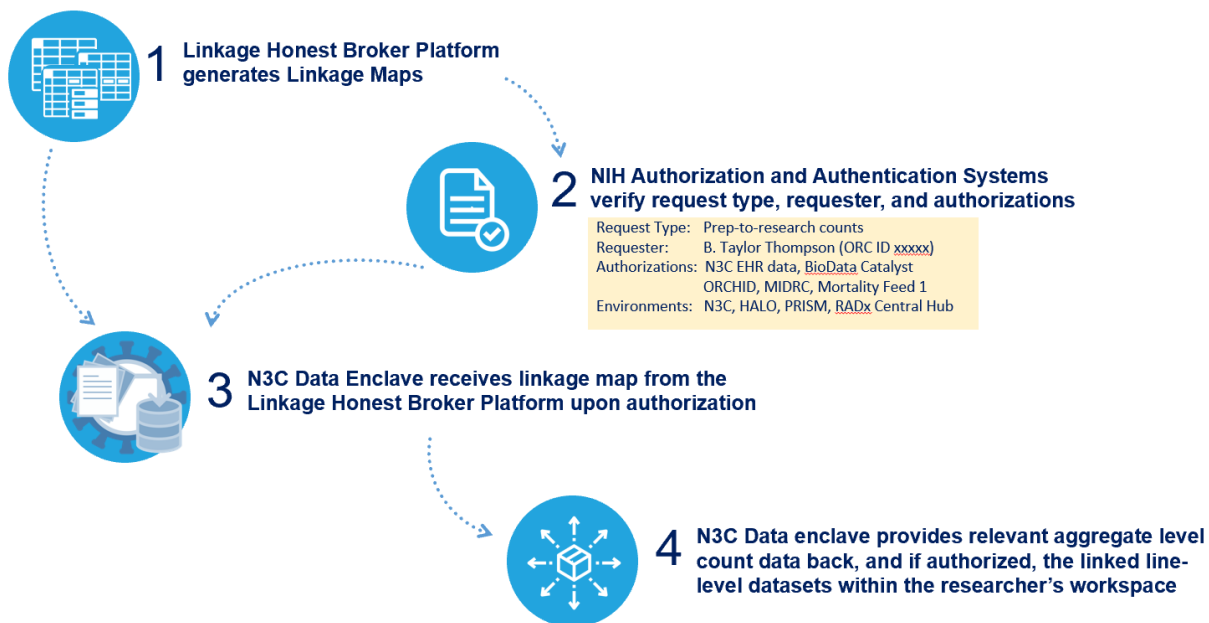 1
Linkage Honest Broker Platform
generates Linkage Maps
2
NIH Authorization and Authentication Systems
verify request type, requester, and authorizations
Request Type: Prep-to-research counts
Requester: B. Taylor Thompson (ORC ID xxxxx)
Authorizations: N3C EHR data, BioData Catalyst
ORCHID, MIDRC, Mortality Feed 1
Environments: N3C, HALO, PRISM, RADx Central Hub
3
N3C Data Enclave receives linkage map from the
Linkage Honest Broker Platform upon authorization
4
N3C Data enclave provides relevant aggregate level
count data back, and if authorized, the linked line-
level datasets within the researcher’s workspace